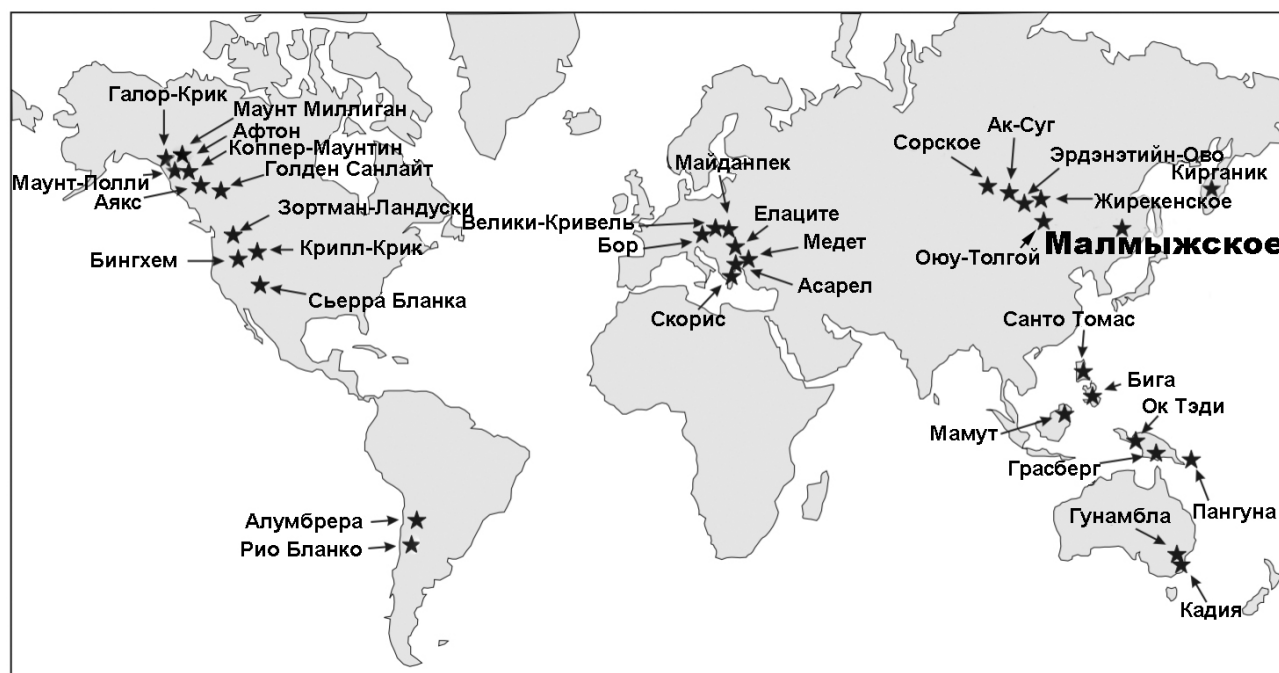 Галор-Крик
Маунт Миллиган
Афтон
Коппер-Маунтин
Голден Санлайт
Маунт-Полли
Аякс
Зортман-Ландуски
Крипл-Крик
Бингхем
Сьерра Бланка
Алумбрера
Рио Бланко
Майданпек
Велики-Кривель
Елаците
Бор
Медет
Асарел
Скорис
Ак-Суг
Сорское
Эрдэнэтийн-Ово
Кирганик
Жирекенское
Малмыжское
Оюу-Толгой
Санто Томас
Бига
Ок Тэди
Мамут
Грасберг
Пангуна
Гунамбла
Кадия